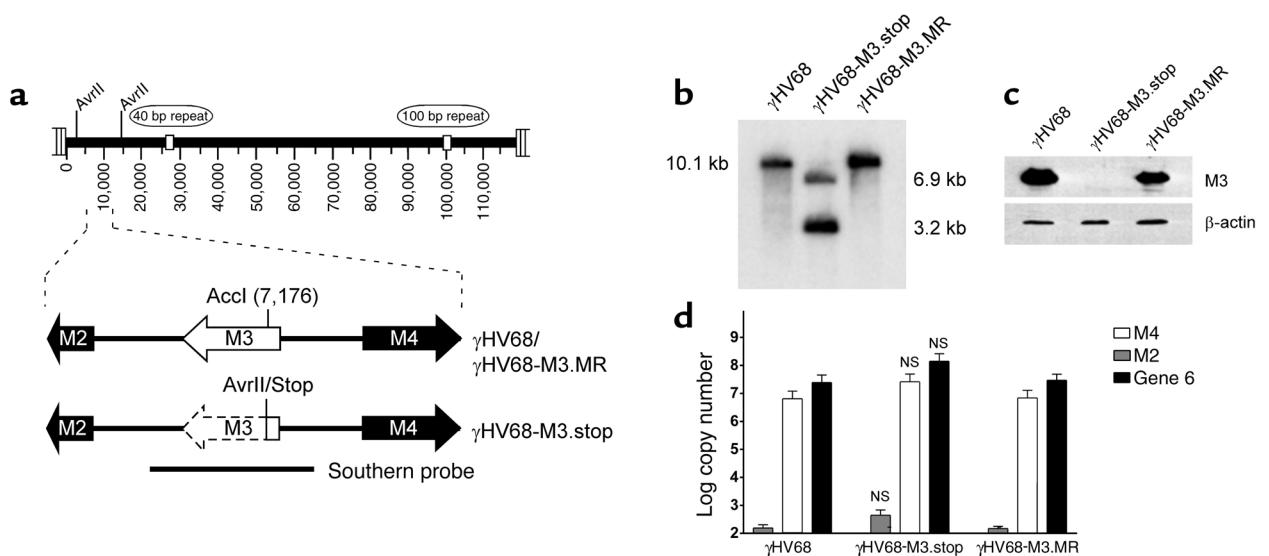 a
AvrII
AvrII
40 bp repeat
100 bp repeat
0
10,000
20,000
30,000
40,000
50,000
60,000
70,000
80,000
90,000
100,000
110,000
AccI (7,176)
M2
M3
M4
γHV68/
γHV68-M3.MR
AvrII/Stop
M2
M3
M4
γHV68-M3.stop
Southern probe
b
γHV68
γHV68-M3.stop
γHV68-M3.MR
10.1 kb
6.9 kb
3.2 kb
c
γHV68
γHV68-M3.stop
γHV68-M3.MR
M3
β-actin
d
Log copy number
9
8
7
6
5
4
3
2
NS
NS
NS
γHV68
γHV68-M3.stop
γHV68-M3.MR
M4
M2
Gene 6